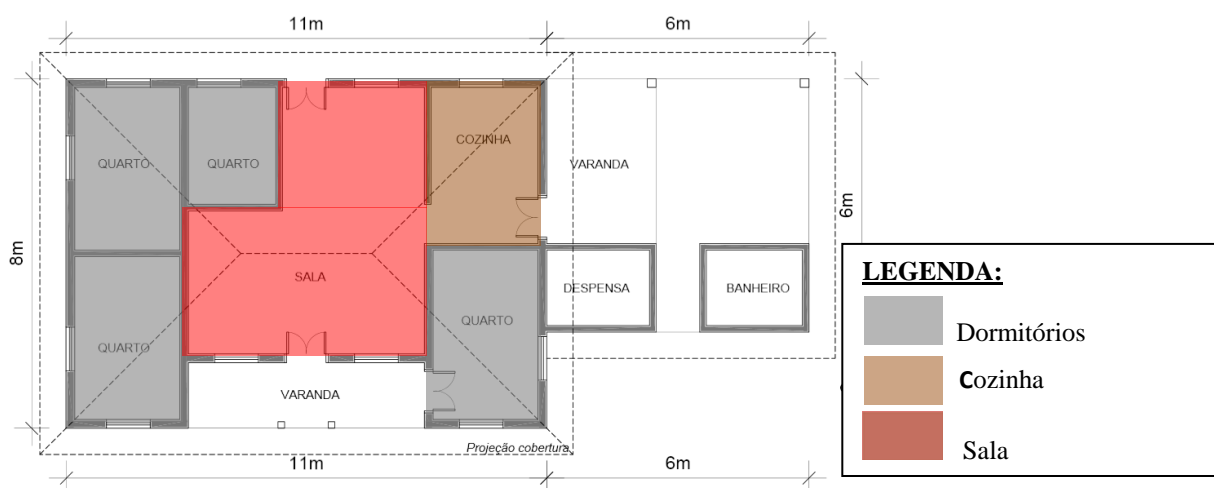 11m
6m
QUARTO
QUARTO
COZINHA
VARANDA
8m
6m
SALA
DESPENSA
BANHEIRO
QUARTO
QUARTO
VARANDA
Projeção cobertura
11m
6m
LEGENDA:
Dormitórios
Cozinha
Sala